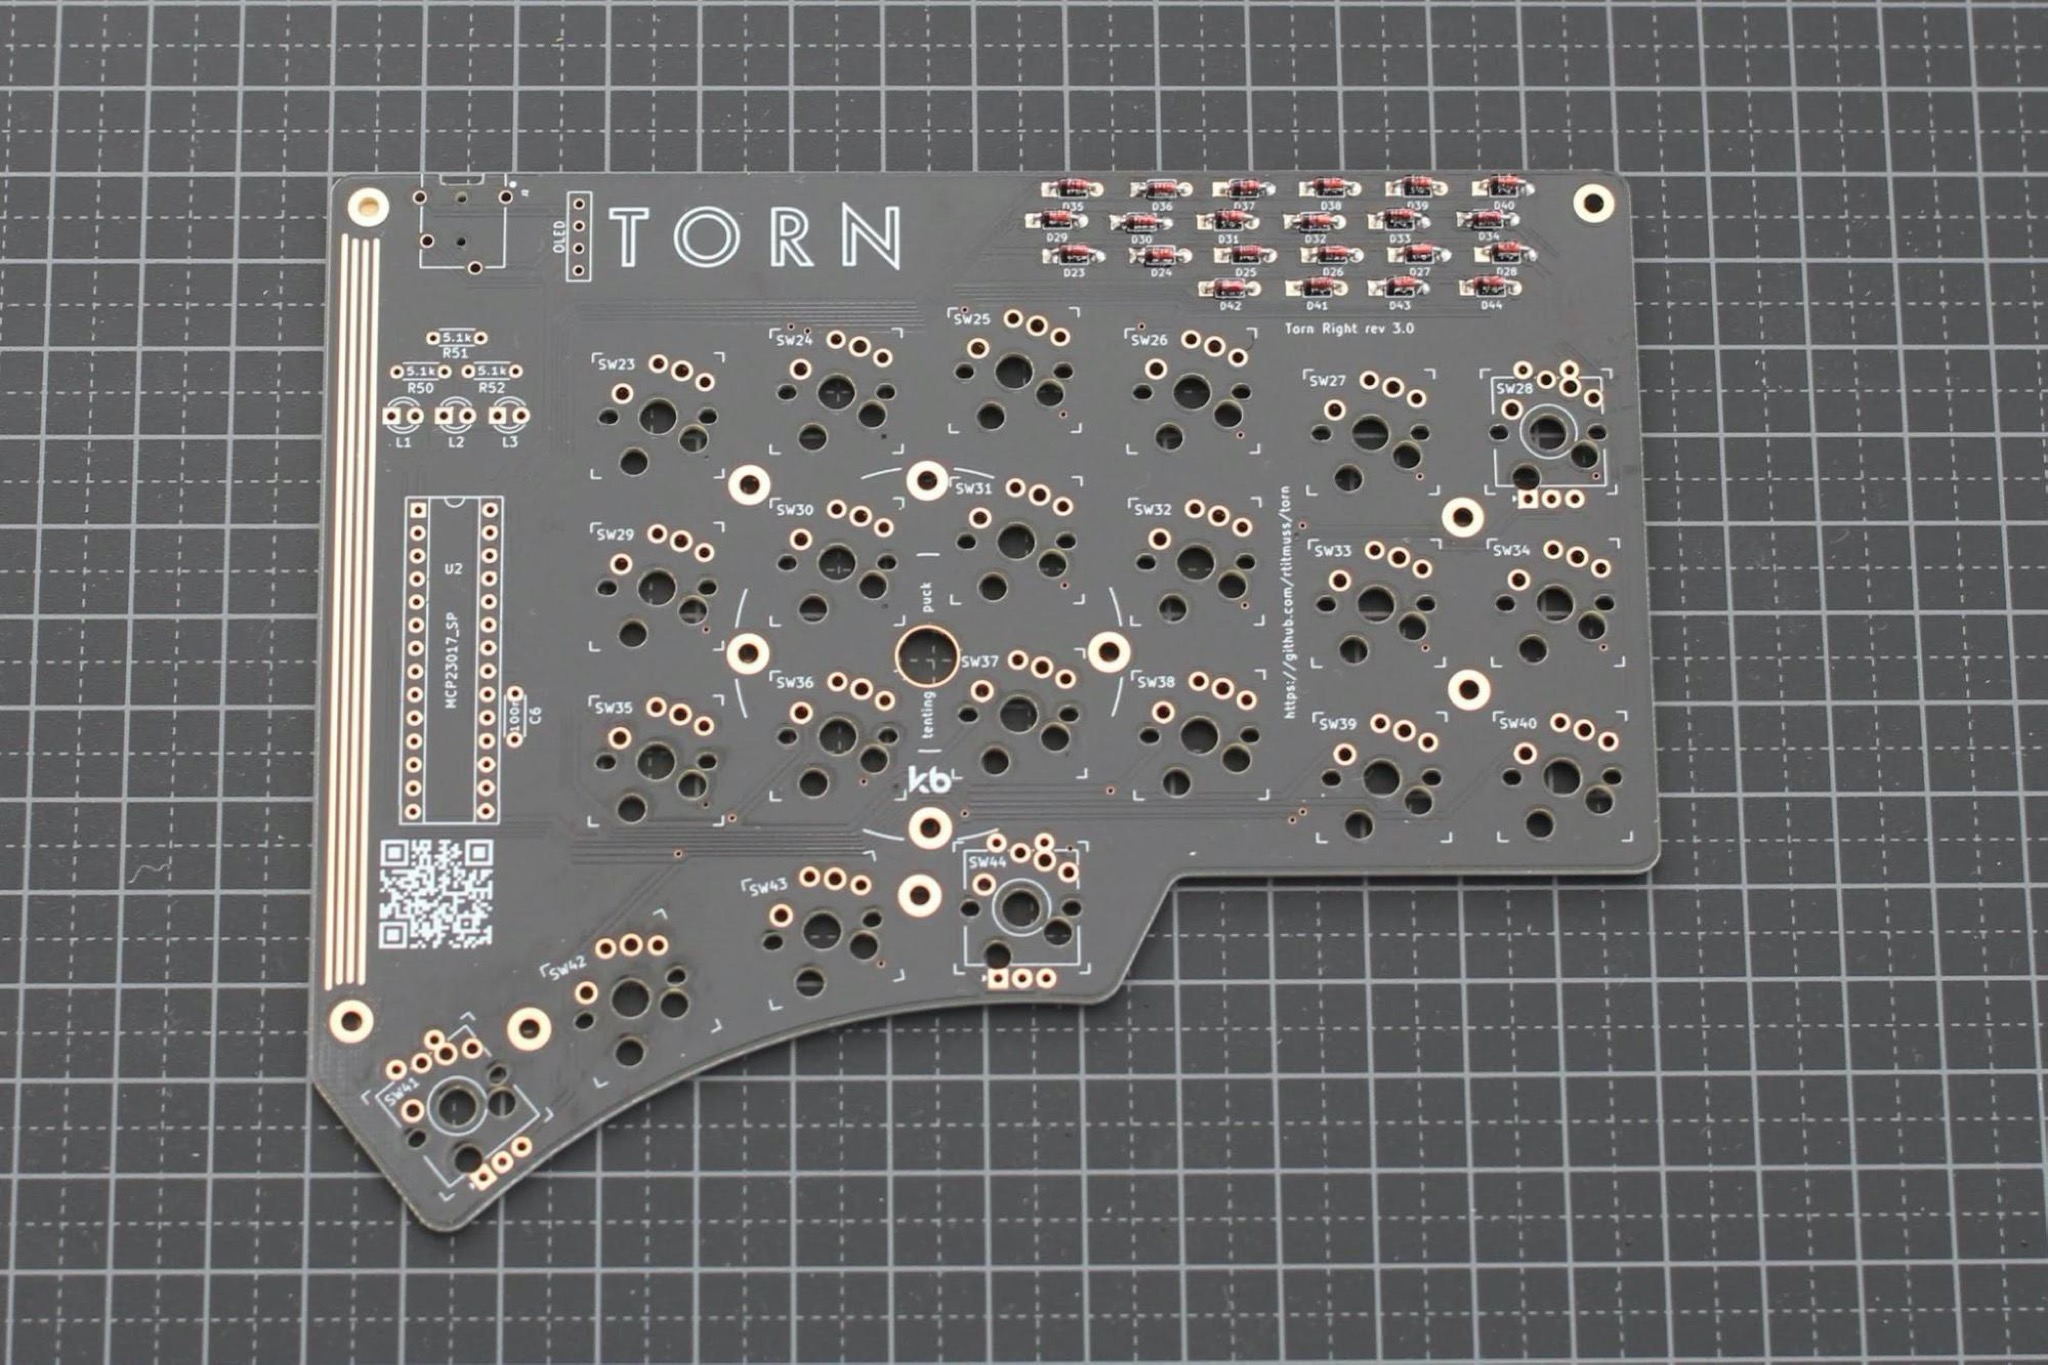 TORN
OLED
D35 D36 D37 D38 D39 D40
D29 D30 D31 D32 D33 D34
D23 D24 D25 D26 D27 D28
D42 D41 D43 D44
Torn Right rev 3.0
5.1k
R51
5.1k 5.1k
R50 R52
L1 L2 L3
SW23 SW24 SW25 SW26 SW27 SW28
SW29 SW30 SW31 SW32 SW33 SW34
SW35 SW36 SW37 SW38 SW39 SW40
U2
MCP23017_SP
100n
C6
tenting puck
https://github.com/rtitmuss/torn
kb
SW41 SW42 SW43 SW44